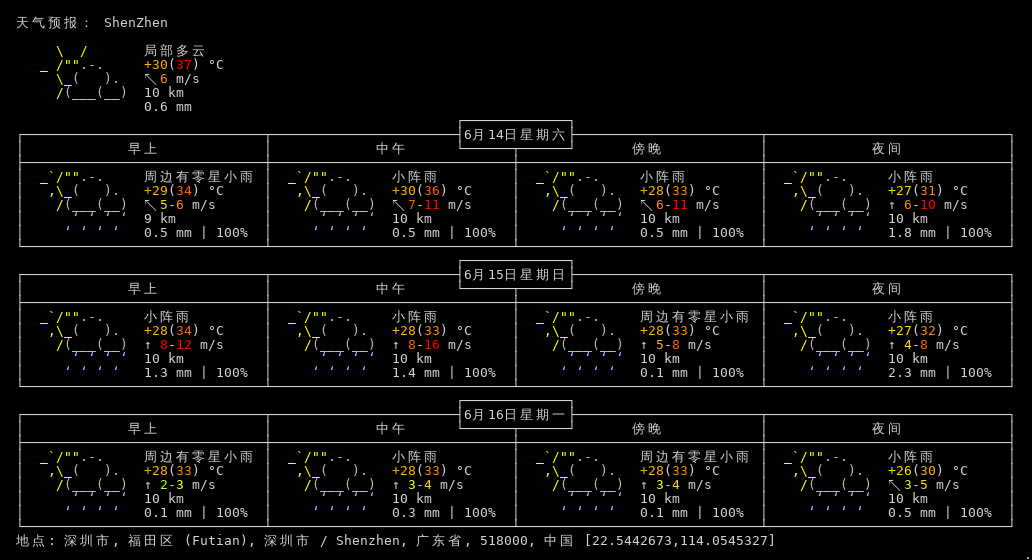 天气预报： ShenZhen
局部多云
+30(37) °C
↖ 6 m/s
10 km
0.6 mm
6月14日星期六
早上 中午 傍晚 夜间
周边有零星小雨 小阵雨 小阵雨 小阵雨
+29(34) °C +30(36) °C +28(33) °C +27(31) °C
↖ 5-6 m/s ↖ 7-11 m/s ↖ 6-11 m/s ↑ 6-10 m/s
9 km 10 km 10 km 10 km
0.5 mm | 100% 0.5 mm | 100% 0.5 mm | 100% 1.8 mm | 100%
6月15日星期日
早上 中午 傍晚 夜间
小阵雨 小阵雨 周边有零星小雨 小阵雨
+28(34) °C +28(33) °C +28(33) °C +27(32) °C
↑ 8-12 m/s ↑ 8-16 m/s ↑ 5-8 m/s ↑ 4-8 m/s
10 km 10 km 10 km 10 km
1.3 mm | 100% 1.4 mm | 100% 0.1 mm | 100% 2.3 mm | 100%
6月16日星期一
早上 中午 傍晚 夜间
周边有零星小雨 小阵雨 周边有零星小雨 小阵雨
+28(33) °C +28(33) °C +28(33) °C +26(30) °C
↑ 2-3 m/s ↑ 3-4 m/s ↑ 3-4 m/s ↖ 3-5 m/s
10 km 10 km 10 km 10 km
0.1 mm | 100% 0.3 mm | 100% 0.1 mm | 100% 0.5 mm | 100%
地点: 深圳市, 福田区 (Futian), 深圳市 / Shenzhen, 广东省, 518000, 中国 [22.5442673,114.0545327]